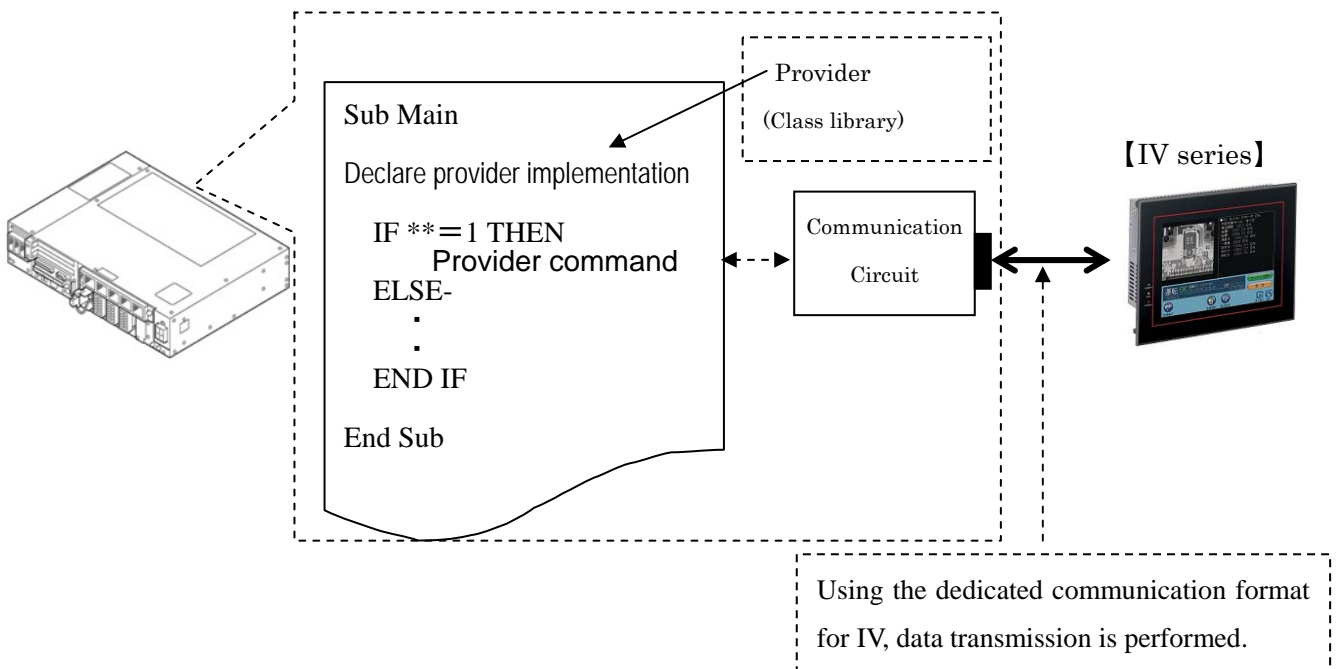 Provider
(Class library)
Sub Main
Declare provider implementation
IF **＝1 THEN
Provider command
ELSE-
・
・
END IF
End Sub
Communication
Circuit
【IV series】
Using the dedicated communication format
for IV, data transmission is performed.